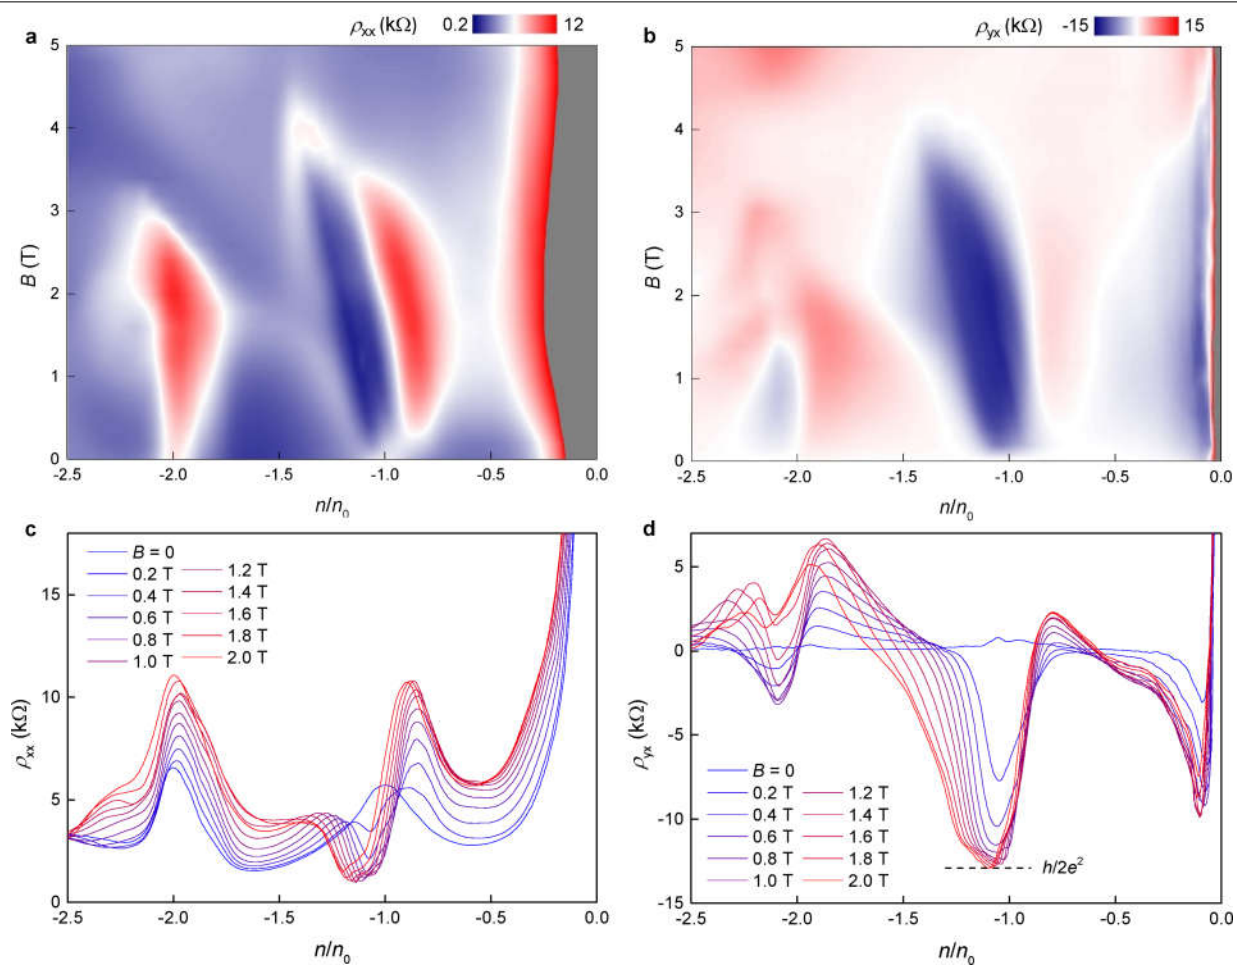 a ρxx (kΩ) 0.2 12
b ρyx (kΩ) -15 15
5
4
3
2
1
0
B (T)
-2.5 -2.0 -1.5 -1.0 -0.5 0.0
n/n0
5
4
3
2
1
0
B (T)
-2.5 -2.0 -1.5 -1.0 -0.5 0.0
n/n0
c
B = 0
0.2 T
0.4 T
0.6 T
0.8 T
1.0 T
1.2 T
1.4 T
1.6 T
1.8 T
2.0 T
15
10
5
0
ρxx (kΩ)
-2.5 -2.0 -1.5 -1.0 -0.5 0.0
n/n0
d
5
0
-5
-10
-15
ρyx (kΩ)
B = 0
0.2 T
0.4 T
0.6 T
0.8 T
1.0 T
1.2 T
1.4 T
1.6 T
1.8 T
2.0 T
h/2e²
-2.5 -2.0 -1.5 -1.0 -0.5 0.0
n/n0